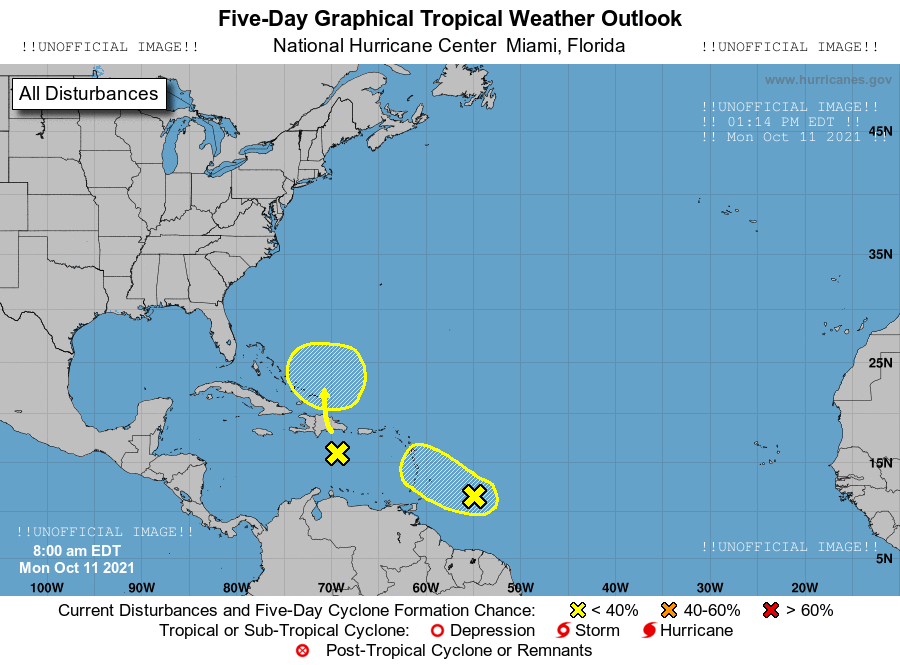 Five-Day Graphical Tropical Weather Outlook
!!UNOFFICIAL IMAGE!! National Hurricane Center Miami, Florida !!UNOFFICIAL IMAGE!!
www.hurricanes.gov
All Disturbances
!!UNOFFICIAL IMAGE!!
!! 01:14 PM EDT !!
!! Mon Oct 11 2021 !!
45N
35N
25N
15N
!!UNOFFICIAL IMAGE!!
8:00 am EDT
Mon Oct 11 2021
!!UNOFFICIAL IMAGE!!
5N
100W 90W 80W 70W 60W 50W 40W 30W 20W
Current Disturbances and Five-Day Cyclone Formation Chance: < 40% 40-60% > 60%
Tropical or Sub-Tropical Cyclone: Depression Storm Hurricane
Post-Tropical Cyclone or Remnants